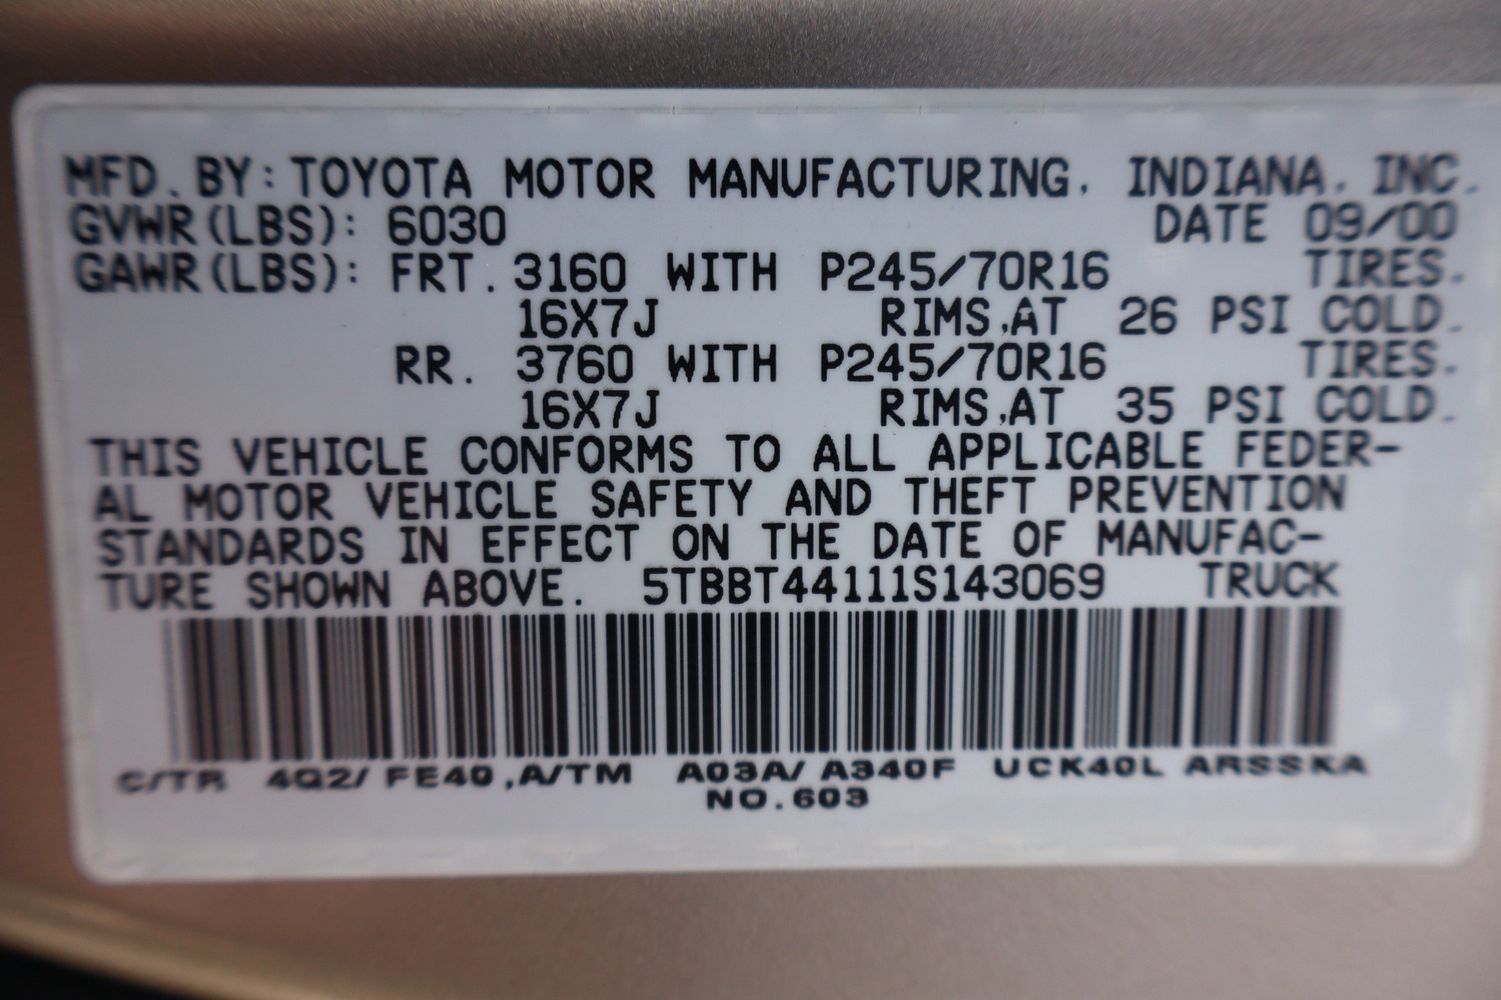 MFD. BY: TOYOTA MOTOR MANUFACTURING, INDIANA, INC.
GVWR(LBS): 6030 DATE 09/00
GAWR(LBS): FRT. 3160 WITH P245/70R16 TIRES.
16X7J RIMS,AT 26 PSI COLD.
RR. 3760 WITH P245/70R16 TIRES.
16X7J RIMS,AT 35 PSI COLD.
THIS VEHICLE CONFORMS TO ALL APPLICABLE FEDER-
AL MOTOR VEHICLE SAFETY AND THEFT PREVENTION
STANDARDS IN EFFECT ON THE DATE OF MANUFAC-
TURE SHOWN ABOVE. 5TBBT44111S143069 TRUCK
C/TR 4Q2/ FE40 ,A/TM A03A/ A340F UCK40L ARSSKA
NO.603